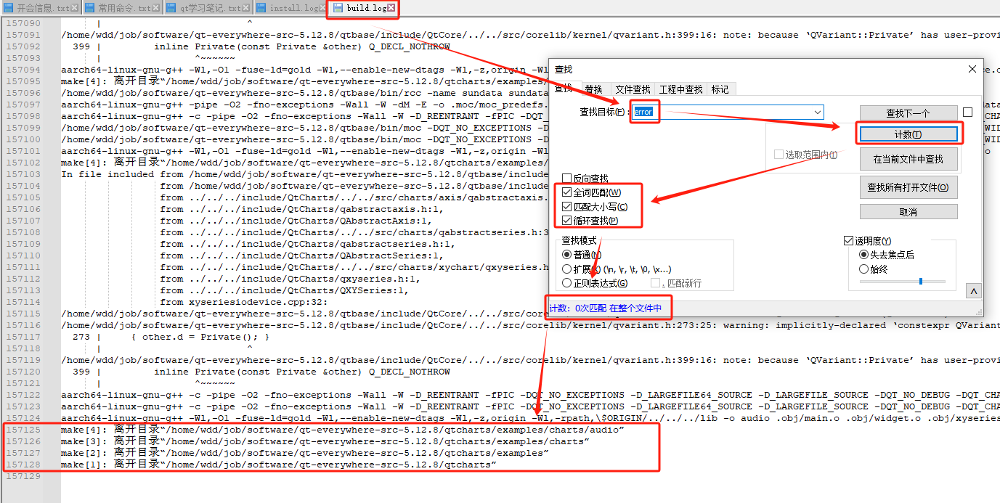 开会信息.txt 常用命令.txt qt学习笔记.txt install.log build.log
157090 | ^
157091 /home/wdd/job/software/qt-everywhere-src-5.12.8/qtbase/include/QtCore/../../src/corelib/kernel/qvariant.h:399:16: note: because ‘QVariant::Private’ has user-provi
157092 399 | inline Private(const Private &other) Q_DECL_NOTHROW
157093 | ^~~~~~~
157094 aarch64-linux-gnu-g++ -Wl,-O1 -fuse-ld=gold -Wl,--enable-new-dtags -Wl,-z,origin -Wl
157095 make[4]: 离开目录“/home/wdd/job/software/qt-everywhere-src-5.12.8/qtcharts/examples/
157096 /home/wdd/job/software/qt-everywhere-src-5.12.8/qtbase/bin/rcc -name sundata sundata
157097 aarch64-linux-gnu-g++ -pipe -O2 -fno-exceptions -Wall -W -dM -E -o .moc/moc_predefs.
157098 aarch64-linux-gnu-g++ -c -pipe -O2 -fno-exceptions -Wall -W -D_REENTRANT -fPIC -DQT_
157099 /home/wdd/job/software/qt-everywhere-src-5.12.8/qtbase/bin/moc -DQT_NO_EXCEPTIONS -D
157100 /home/wdd/job/software/qt-everywhere-src-5.12.8/qtbase/bin/moc -DQT_NO_EXCEPTIONS -D
157101 aarch64-linux-gnu-g++ -Wl,-O1 -fuse-ld=gold -Wl,--enable-new-dtags -Wl,-z,origin -Wl
157102 make[4]: 离开目录“/home/wdd/job/software/qt-everywhere-src-5.12.8/qtcharts/examples/
157103 In file included from /home/wdd/job/software/qt-everywhere-src-5.12.8/qtbase/include
157104 from /home/wdd/job/software/qt-everywhere-src-5.12.8/qtbase/include
157105 from ../../../include/QtCharts/../../src/charts/axis/qabstractaxis.
157106 from ../../../include/QtCharts/qabstractaxis.h:1,
157107 from ../../../include/QtCharts/QAbstractAxis:1,
157108 from ../../../include/QtCharts/../../src/charts/qabstractseries.h:3
157109 from ../../../include/QtCharts/qabstractseries.h:1,
157110 from ../../../include/QtCharts/QAbstractSeries:1,
157111 from ../../../include/QtCharts/../../src/charts/xychart/qxyseries.h
157112 from ../../../include/QtCharts/qxyseries.h:1,
157113 from ../../../include/QtCharts/QXYSeries:1,
157114 from xyseriesiodevice.cpp:32:
157115 /home/wdd/job/software/qt-everywhere-src-5.12.8/qtbase/include/QtCore/../../src/corel
157116 /home/wdd/job/software/qt-everywhere-src-5.12.8/qtbase/include/QtCore/../../src/corelib/kernel/qvariant.h:273:25: warning: implicitly-declared ‘constexpr QVariant
157117 273 | { other.d = Private(); }
157118 | ^
157119 /home/wdd/job/software/qt-everywhere-src-5.12.8/qtbase/include/QtCore/../../src/corelib/kernel/qvariant.h:399:16: note: because ‘QVariant::Private’ has user-provi
157120 399 | inline Private(const Private &other) Q_DECL_NOTHROW
157121 | ^~~~~~~
157122 aarch64-linux-gnu-g++ -c -pipe -O2 -fno-exceptions -Wall -W -D_REENTRANT -fPIC -DQT_NO_EXCEPTIONS -D_LARGEFILE64_SOURCE -D_LARGEFILE_SOURCE -DQT_NO_DEBUG -DQT_CHA
157123 aarch64-linux-gnu-g++ -c -pipe -O2 -fno-exceptions -Wall -W -D_REENTRANT -fPIC -DQT_NO_EXCEPTIONS -D_LARGEFILE64_SOURCE -D_LARGEFILE_SOURCE -DQT_NO_DEBUG -DQT_CHA
157124 aarch64-linux-gnu-g++ -Wl,-O1 -fuse-ld=gold -Wl,--enable-new-dtags -Wl,-z,origin -Wl,-rpath,\$ORIGIN/../../../lib -o audio .obj/main.o .obj/widget.o .obj/xyseries
157125 make[4]: 离开目录“/home/wdd/job/software/qt-everywhere-src-5.12.8/qtcharts/examples/charts/audio”
157126 make[3]: 离开目录“/home/wdd/job/software/qt-everywhere-src-5.12.8/qtcharts/examples/charts”
157127 make[2]: 离开目录“/home/wdd/job/software/qt-everywhere-src-5.12.8/qtcharts/examples”
157128 make[1]: 离开目录“/home/wdd/job/software/qt-everywhere-src-5.12.8/qtcharts”
157129
查找
查找 替换 文件查找 工程中查找 标记
查找目标(F): error 查找下一个
计数(T)
选取范围内(I)
在当前文件中查找
反向查找
全词匹配(W) 查找所有打开文件(O)
匹配大小写(C)
循环查找(P) 取消
查找模式 透明度(Y)
普通(N) 失去焦点后
扩展(X) (\n, \r, \t, \0, \x...) 始终
正则表达式(G) . 匹配新行
计数: 0次匹配 在整个文件中